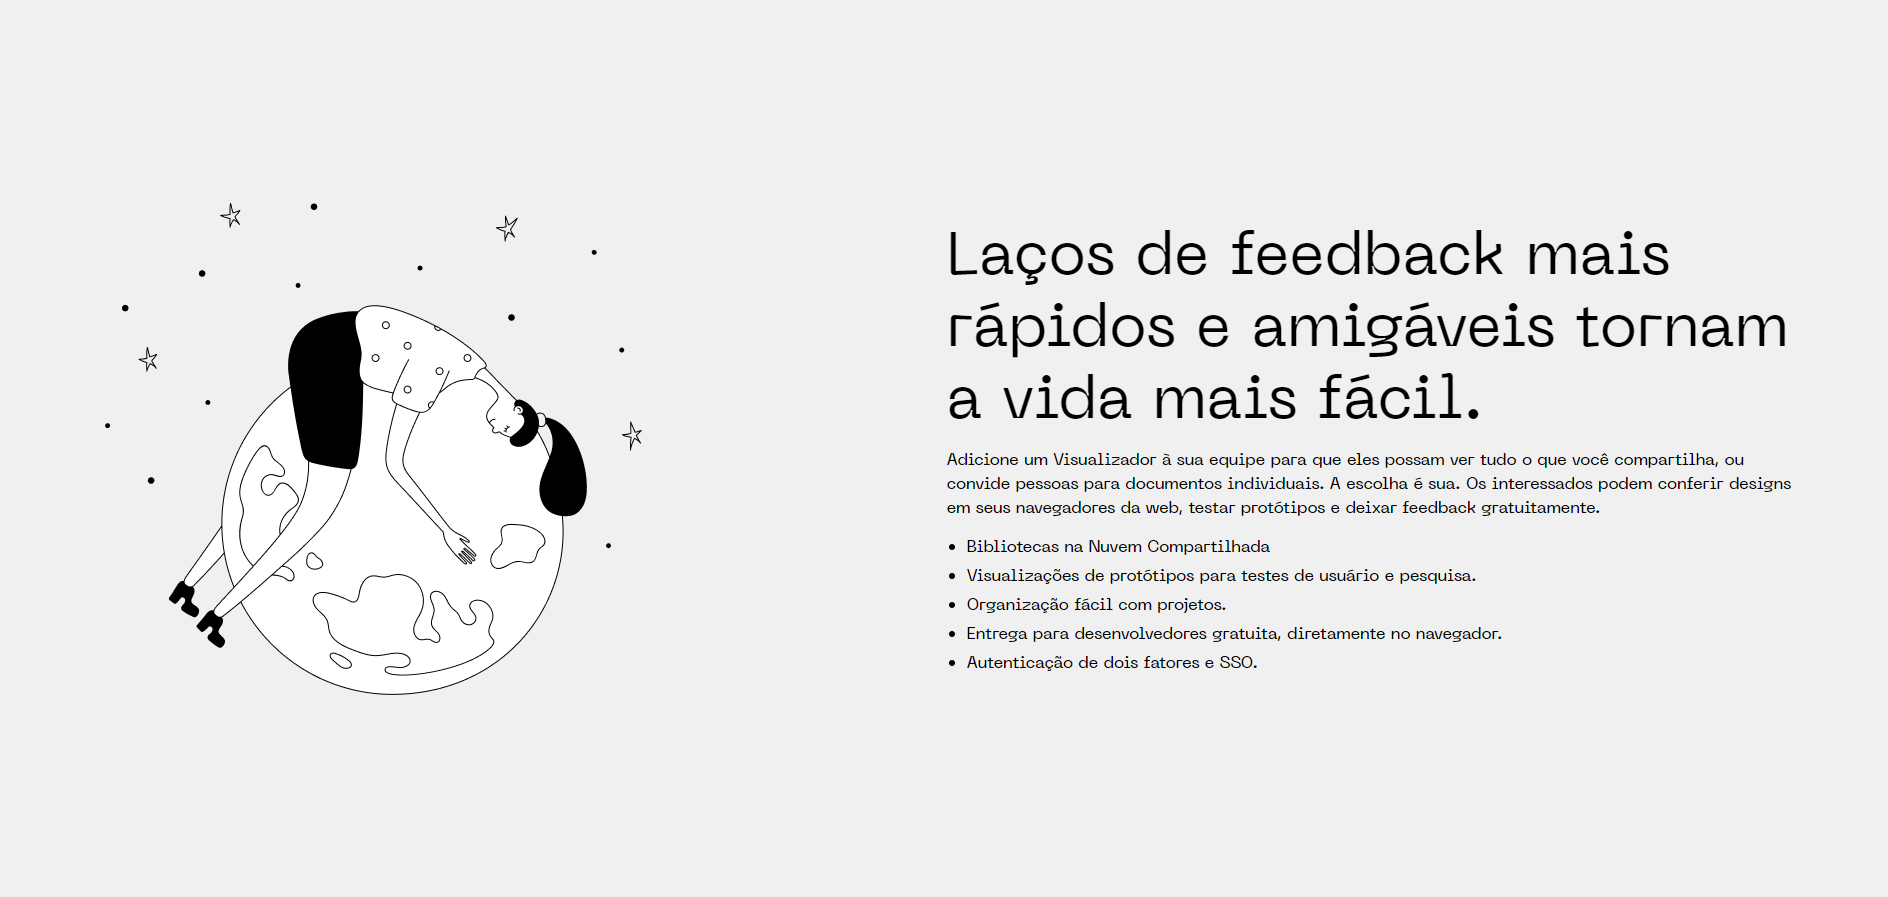 Laços de feedback mais
rápidos e amigáveis tornam
a vida mais fácil.
Adicione um Visualizador à sua equipe para que eles possam ver tudo o que você compartilha, ou
convide pessoas para documentos individuais. A escolha é sua. Os interessados podem conferir designs
em seus navegadores da web, testar protótipos e deixar feedback gratuitamente.
• Bibliotecas na Nuvem Compartilhada
• Visualizações de protótipos para testes de usuário e pesquisa.
• Organização fácil com projetos.
• Entrega para desenvolvedores gratuita, diretamente no navegador.
• Autenticação de dois fatores e SSO.